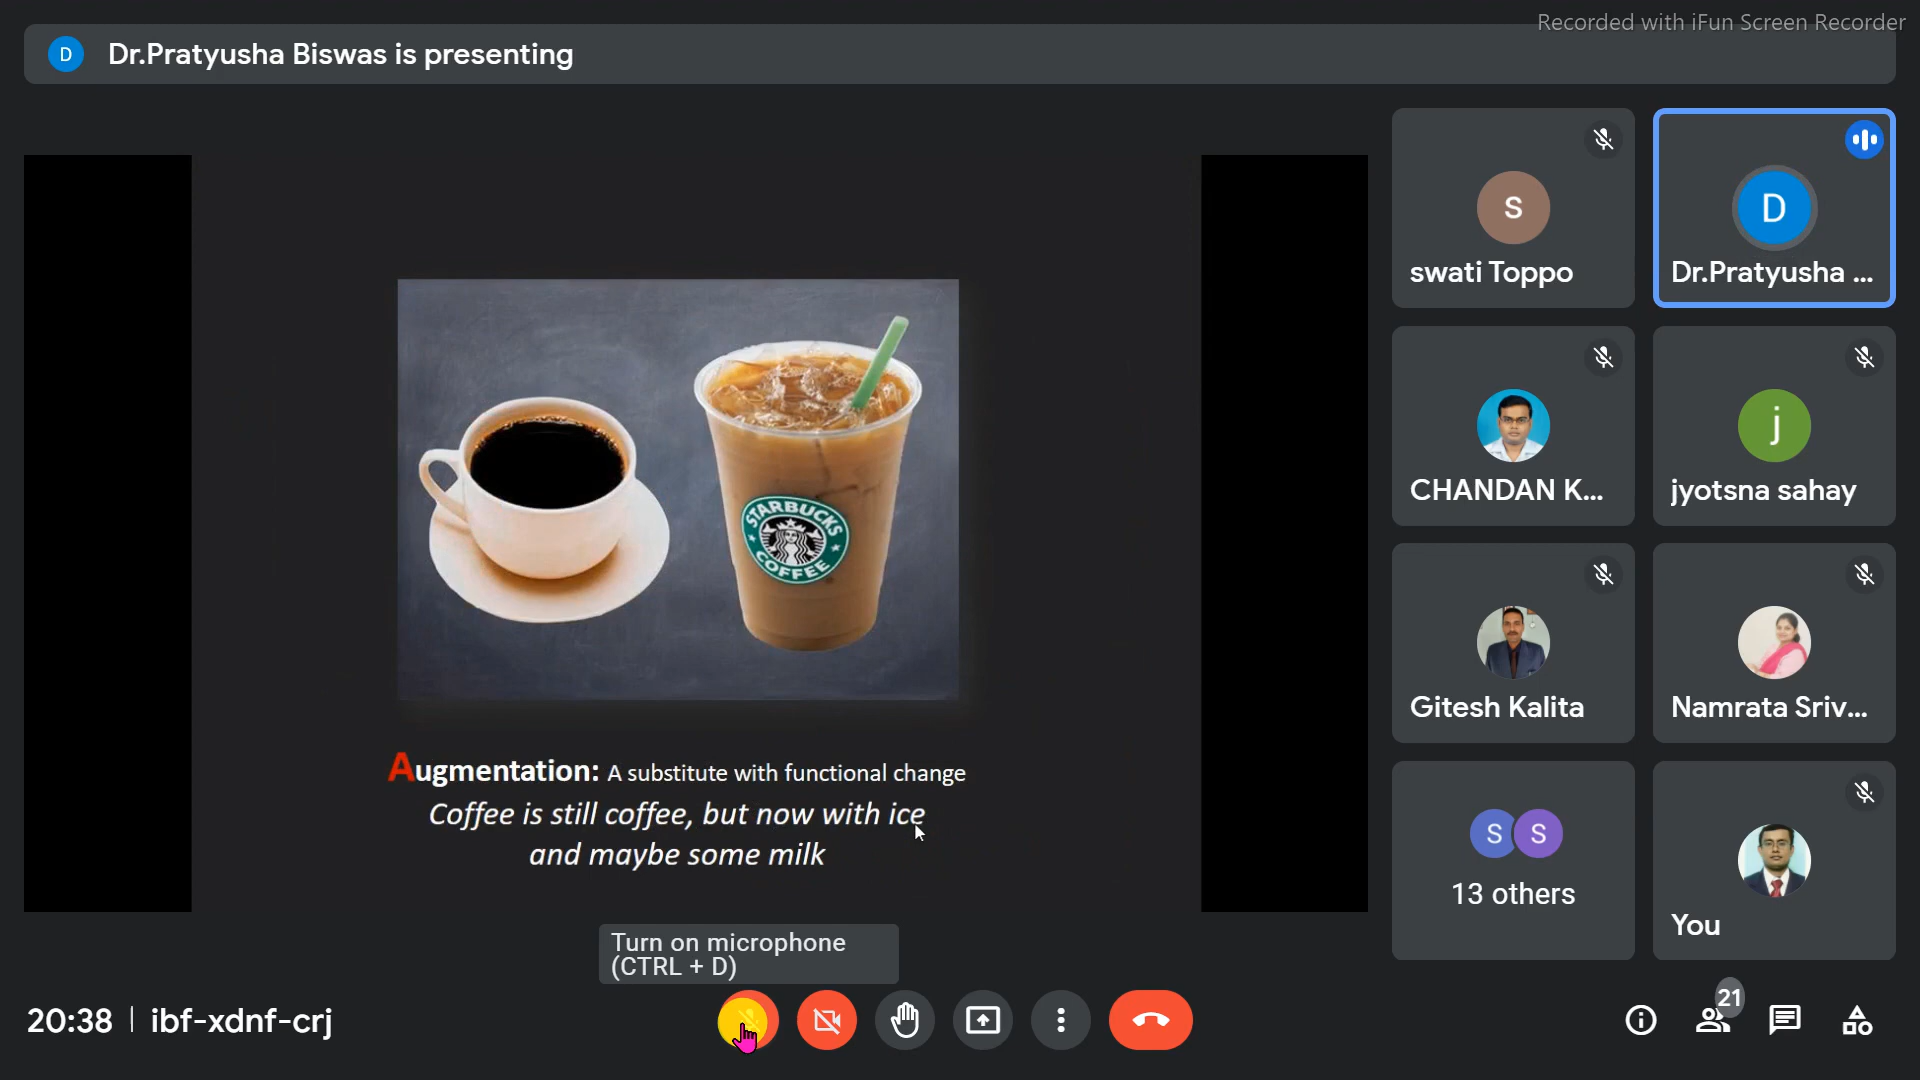 Recorded with iFun Screen Recorder
D Dr.Pratyusha Biswas is presenting
s
swati Toppo
D
Dr.Pratyusha ...
CHANDAN K...
j
jyotsna sahay
STARBUCKS
COFFEE
Gitesh Kalita
Namrata Sriv...
Augmentation: A substitute with functional change
Coffee is still coffee, but now with ice
and maybe some milk
S S
13 others
You
Turn on microphone
(CTRL + D)
20:38 | ibf-xdnf-crj
21